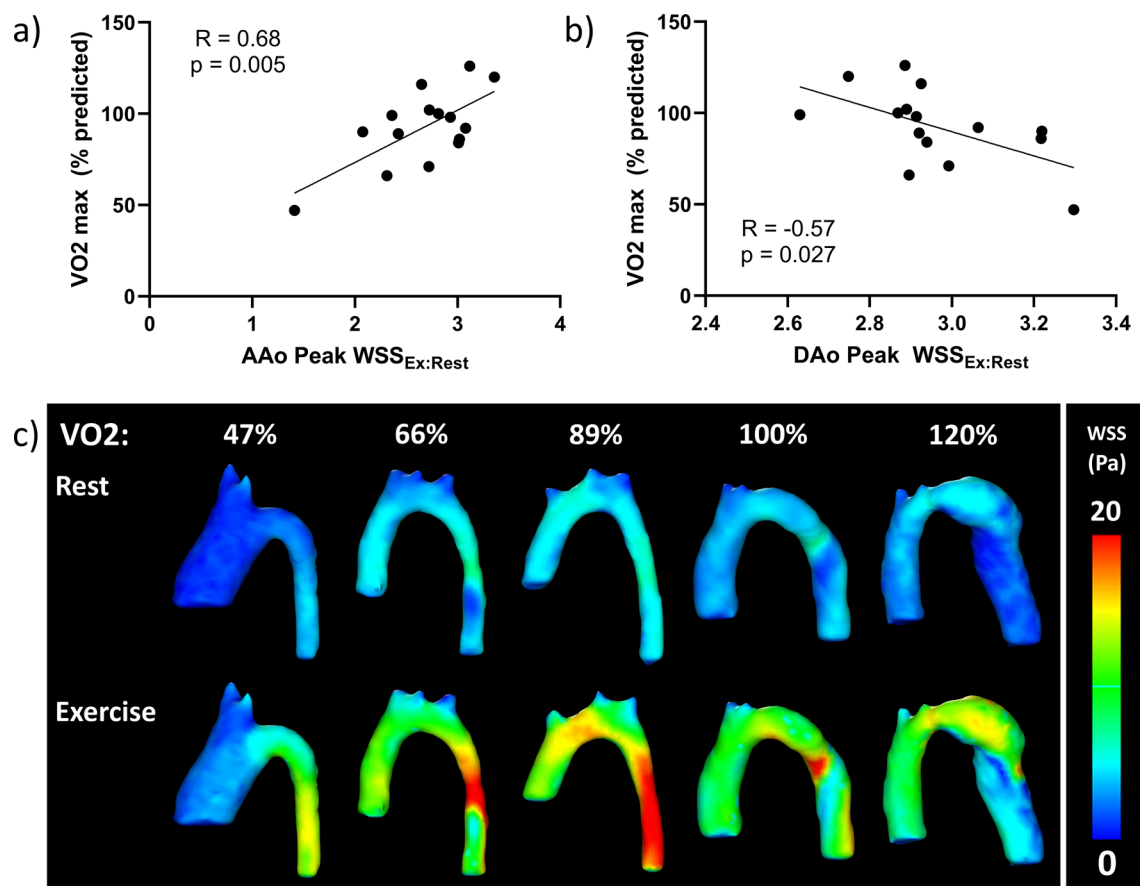 a)
R = 0.68
p = 0.005
VO2 max (% predicted)
150
100
50
0
0 1 2 3 4
AAo Peak WSSEx:Rest
b)
R = -0.57
p = 0.027
VO2 max (% predicted)
150
100
50
0
2.4 2.6 2.8 3.0 3.2 3.4
DAo Peak WSSEx:Rest
c)
VO2: 47% 66% 89% 100% 120%
Rest
Exercise
WSS
(Pa)
20
0